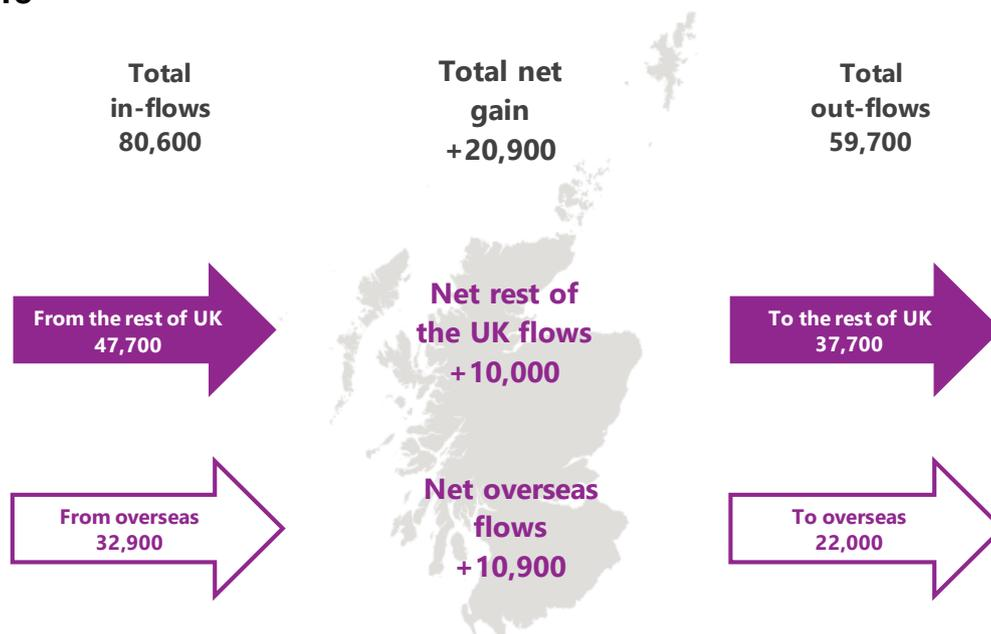 Total
in-flows
80,600
Total net
gain
+20,900
Total
out-flows
59,700
From the rest of UK
47,700
Net rest of
the UK flows
+10,000
To the rest of UK
37,700
From overseas
32,900
Net overseas
flows
+10,900
To overseas
22,000